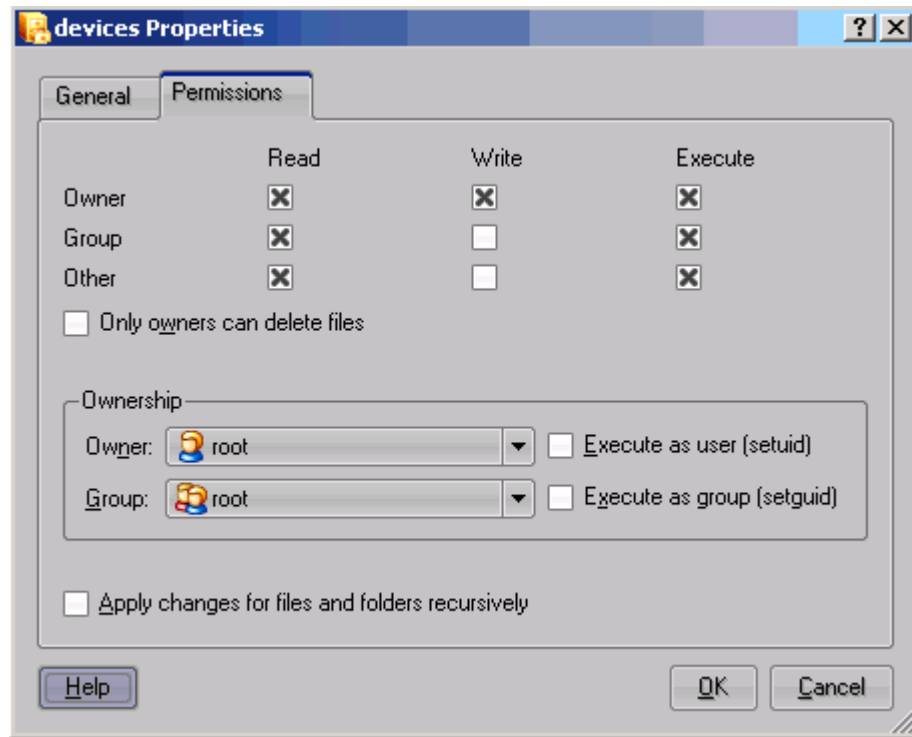 devices Properties
General Permissions
Read Write Execute
Owner
Group
Other
Only owners can delete files
Ownership
Owner: root Execute as user (setuid)
Group: root Execute as group (setguid)
Apply changes for files and folders recursively
Help OK Cancel